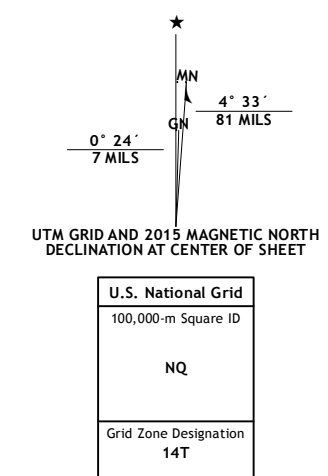 ★
MN
4° 33´
81 MILS
GN
0° 24´
7 MILS
UTM GRID AND 2015 MAGNETIC NORTH
DECLINATION AT CENTER OF SHEET
U.S. National Grid
100,000-m Square ID
NQ
Grid Zone Designation
14T